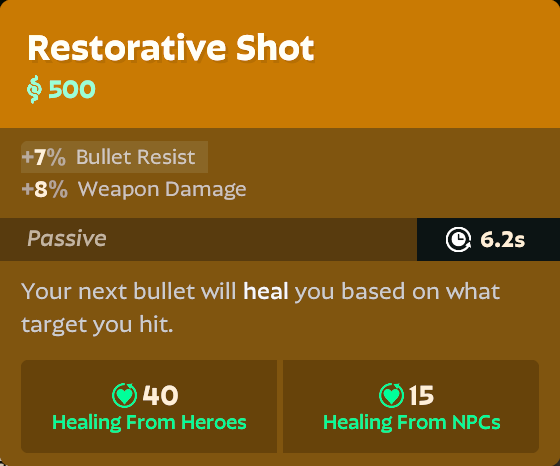 Restorative Shot
500
+7% Bullet Resist
+8% Weapon Damage
Passive
6.2s
Your next bullet will heal you based on what
target you hit.
40
Healing From Heroes
15
Healing From NPCs